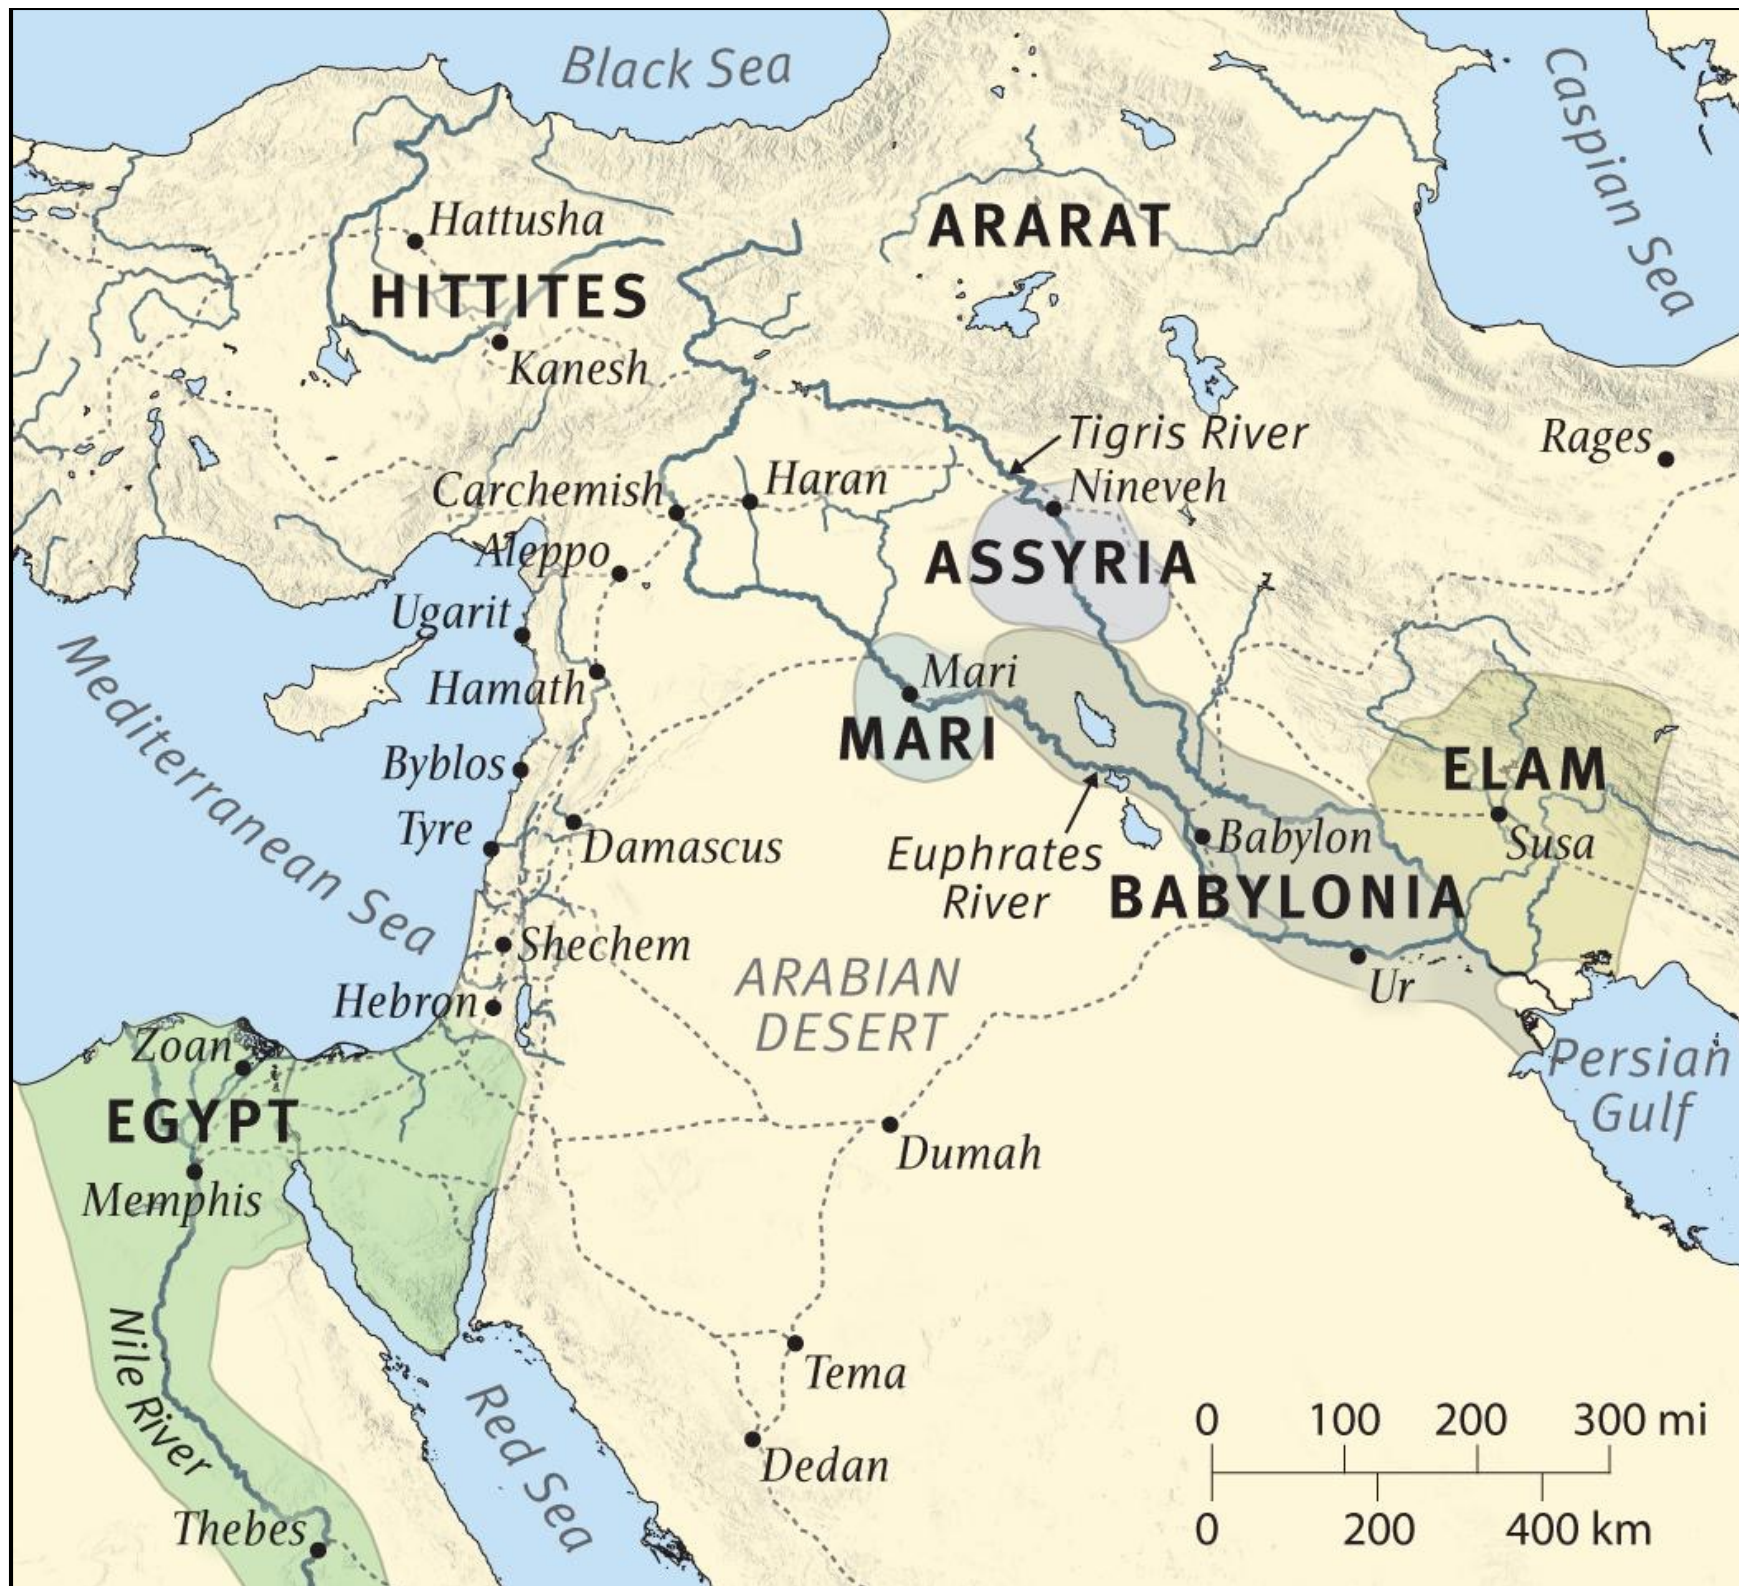 Black Sea
Caspian Sea
Hattusha
ARARAT
HITTITES
Kanesh
Tigris River
Rages
Carchemish
Haran
Nineveh
Aleppo
ASSYRIA
Ugarit
Mediterranean Sea
Hamath
Mari
MARI
Byblos
ELAM
Tyre
Damascus
Euphrates
River
Babylon
Susa
BABYLONIA
Shechem
ARABIAN
DESERT
Ur
Hebron
Zoan
Persian
Gulf
EGYPT
Dumah
Memphis
Nile River
Tema
Red Sea
Dedan
0 100 200 300 mi
0 200 400 km
Thebes